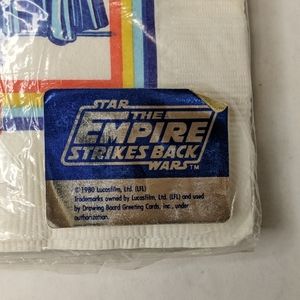 STAR
THE
EMPIRE
STRIKES BACK
WARS™
© 1980 Lucasfilm, Ltd. (LFL)
Trademarks owned by Lucasfilm, Ltd. (LFL) and used
by Drawing Board Greeting Cards, Inc., under
authorization.